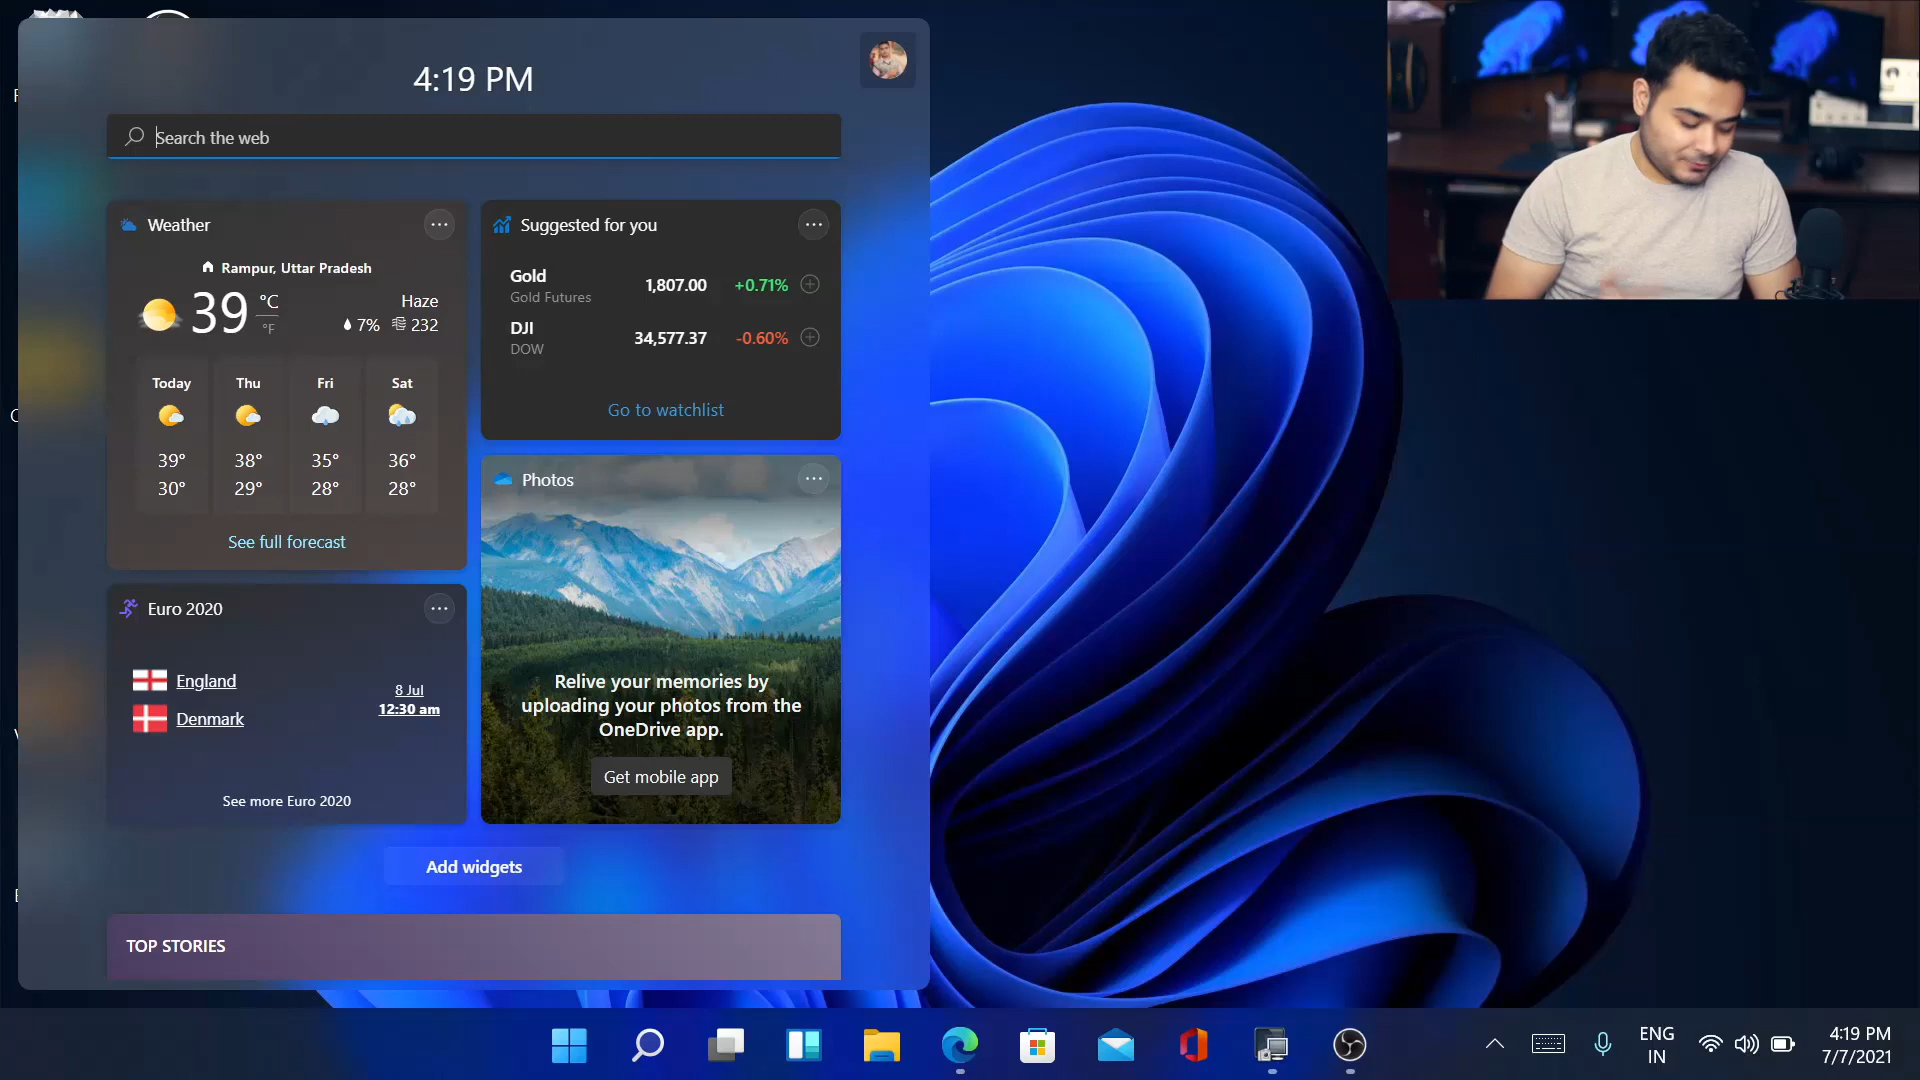 4:19 PM
Search the web
Weather
Rampur, Uttar Pradesh
39 °C
°F
Haze
7% 232
Today Thu Fri Sat
39° 38° 35° 36°
30° 29° 28° 28°
See full forecast
Suggested for you
Gold 1,807.00 +0.71%
Gold Futures
DJI 34,577.37 -0.60%
DOW
Go to watchlist
Photos
Relive your memories by
uploading your photos from the
OneDrive app.
Get mobile app
Euro 2020
England
Denmark
8 Jul
12:30 am
See more Euro 2020
Add widgets
TOP STORIES
ENG
IN
4:19 PM
7/7/2021